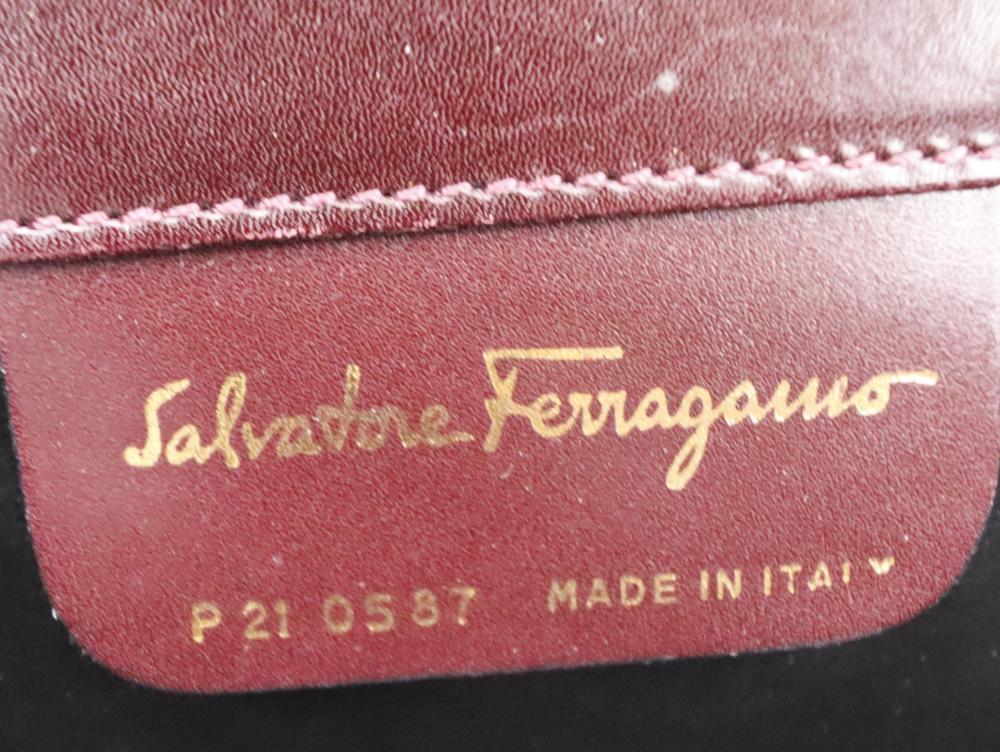 Salvatore Ferragamo
P 21 0587 MADE IN ITALY